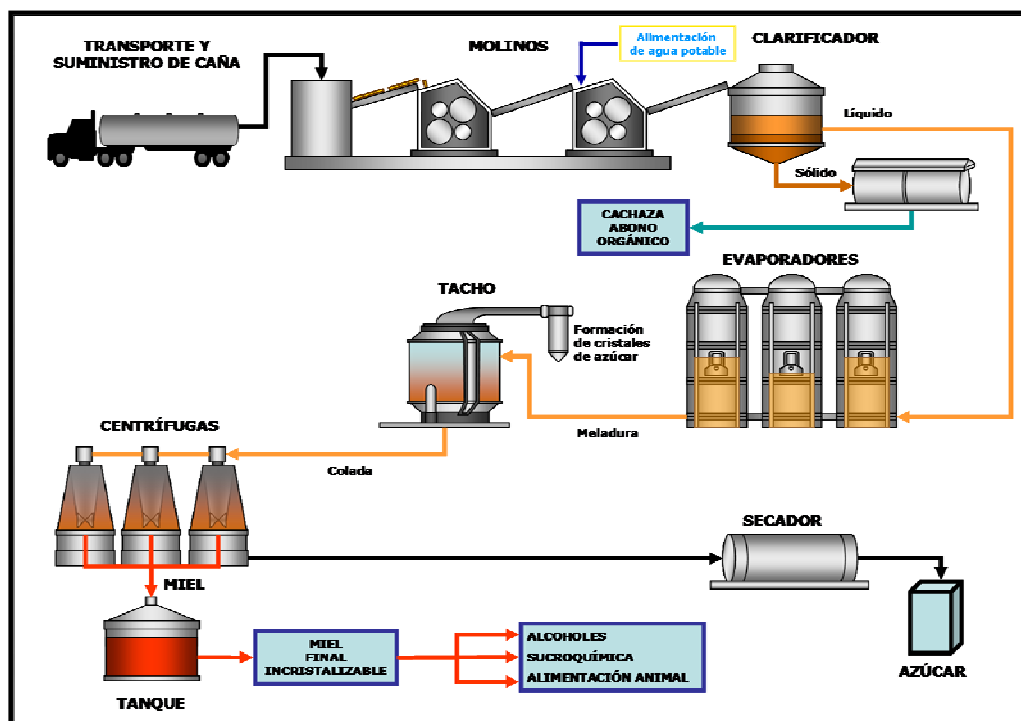 TRANSPORTE Y
SUMINISTRO DE CAÑA
MOLINOS
Alimentación
de agua potable
CLARIFICADOR
Líquido
Sólido
CACHAZA
ABONO
ORGÁNICO
EVAPORADORES
TACHO
Formación
de cristales
de azúcar
Meladura
CENTRÍFUGAS
Colada
SECADOR
MIEL
MIEL
FINAL
INCRISTALIZABLE
ALCOHOLES
SUCROQUÍMICA
ALIMENTACIÓN ANIMAL
AZÚCAR
TANQUE